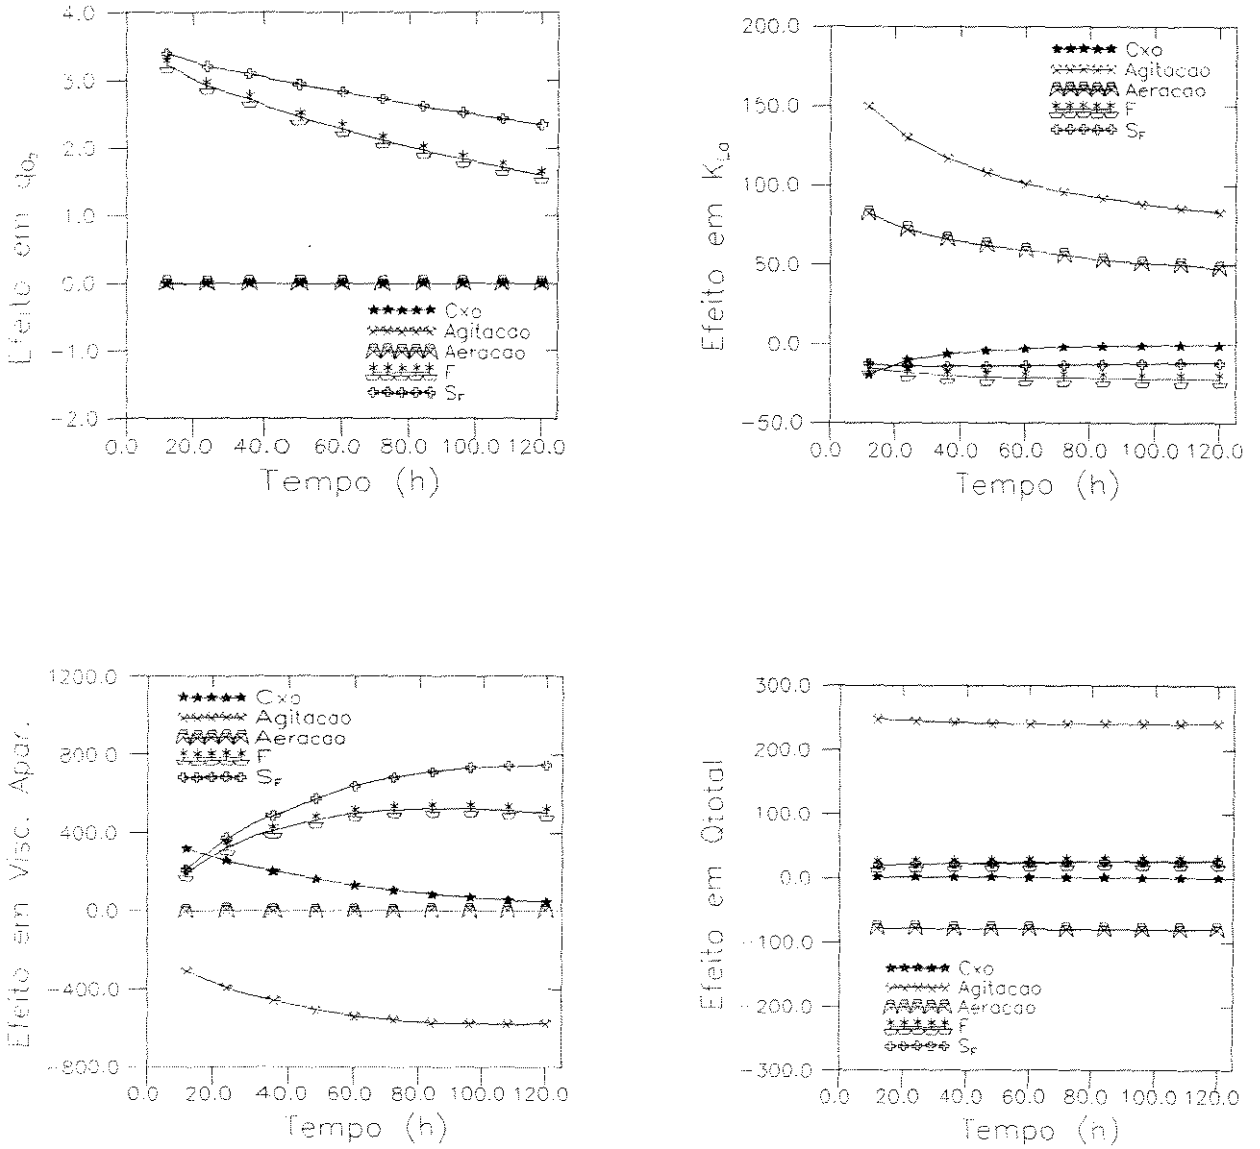 4.0
3.0
2.0
1.0
0.0
-1.0
-2.0
Efeito em qO₂
Cxo
Agitacao
Aeracao
F
S_F
0.0 20.0 40.0 60.0 80.0 100.0 120.0
Tempo (h)
200.0
150.0
100.0
50.0
0.0
-50.0
Efeito em K_La
Cxo
Agitacao
Aeracao
F
S_F
0.0 20.0 40.0 60.0 80.0 100.0 120.0
Tempo (h)
1200.0
800.0
400.0
0.0
-400.0
-800.0
Efeito em Visc. Apar.
Cxo
Agitacao
Aeracao
F
S_F
0.0 20.0 40.0 60.0 80.0 100.0 120.0
Tempo (h)
300.0
200.0
100.0
0.0
-100.0
-200.0
-300.0
Efeito em Qtotal
Cxo
Agitacao
Aeracao
F
S_F
0.0 20.0 40.0 60.0 80.0 100.0 120.0
Tempo (h)